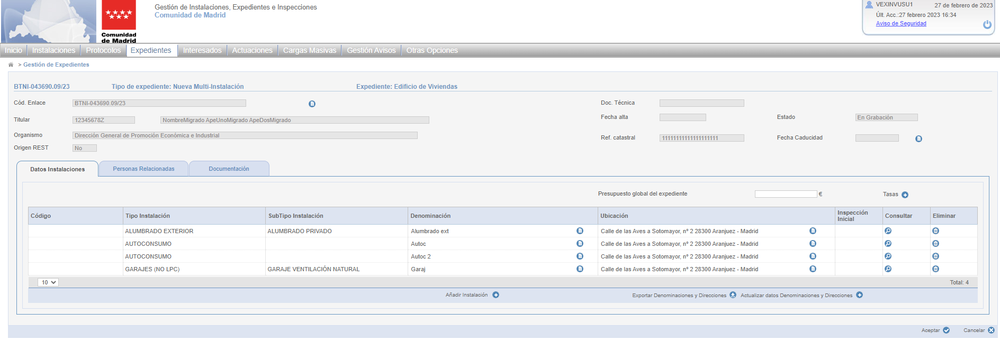 Gestión de Instalaciones, Expedientes e Inspecciones
Comunidad de Madrid
Comunidad
de Madrid
VEXINVUSU1 27 de febrero de 2023
Últ. Acc.:27 febrero 2023 16:34
Aviso de Seguridad
Inicio Instalaciones Protocolos Expedientes Interesados Actuaciones Cargas Masivas Gestión Avisos Otras Opciones
> Gestión de Expedientes
BTNI-043690.09/23 Tipo de expediente: Nueva Multi-Instalación Expediente: Edificio de Viviendas
Cód. Enlace BTNI-043690.09/23 Doc. Técnica
Titular 12345678Z NombreMigrado ApeUnoMigrado ApeDosMigrado Fecha alta Estado En Grabación
Organismo Dirección General de Promoción Económica e Industrial Ref. catastral 11111111111111111111 Fecha Caducidad
Origen REST No
Datos Instalaciones Personas Relacionadas Documentación
Presupuesto global del expediente € Tasas
Código Tipo Instalación SubTipo Instalación Denominación Ubicación Inspección Inicial Consultar Eliminar
ALUMBRADO EXTERIOR ALUMBRADO PRIVADO Alumbrado ext Calle de las Aves a Sotomayor, nº 2 28300 Aranjuez - Madrid
AUTOCONSUMO Autoc Calle de las Aves a Sotomayor, nº 2 28300 Aranjuez - Madrid
AUTOCONSUMO Autoc 2 Calle de las Aves a Sotomayor, nº 2 28300 Aranjuez - Madrid
GARAJES (NO LPC) GARAJE VENTILACIÓN NATURAL Garaj Calle de las Aves a Sotomayor, nº 2 28300 Aranjuez - Madrid
10 Total: 4
Añadir Instalación Exportar Denominaciones y Direcciones Actualizar datos Denominaciones y Direcciones
Aceptar Cancelar